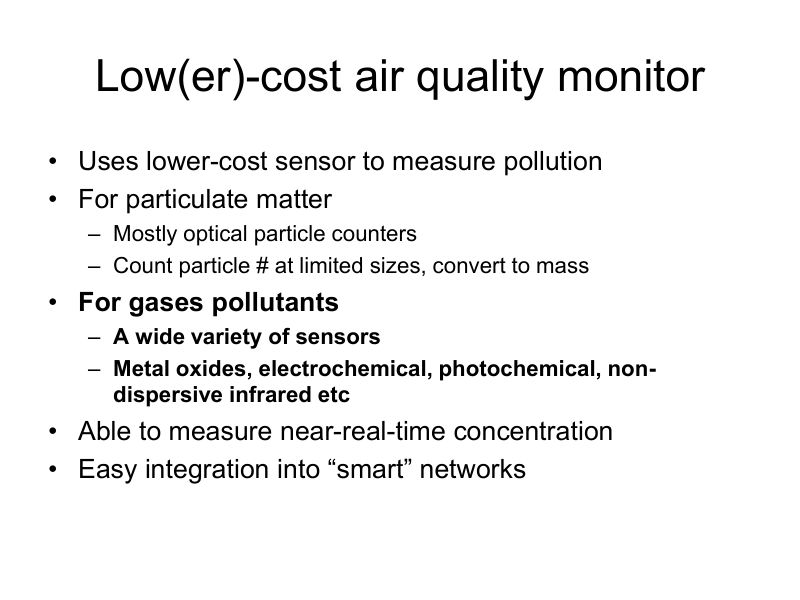 Low(er)-cost air quality monitor
• Uses lower-cost sensor to measure pollution
• For particulate matter
– Mostly optical particle counters
– Count particle # at limited sizes, convert to mass
• For gases pollutants
– A wide variety of sensors
– Metal oxides, electrochemical, photochemical, non-
dispersive infrared etc
• Able to measure near-real-time concentration
• Easy integration into “smart” networks